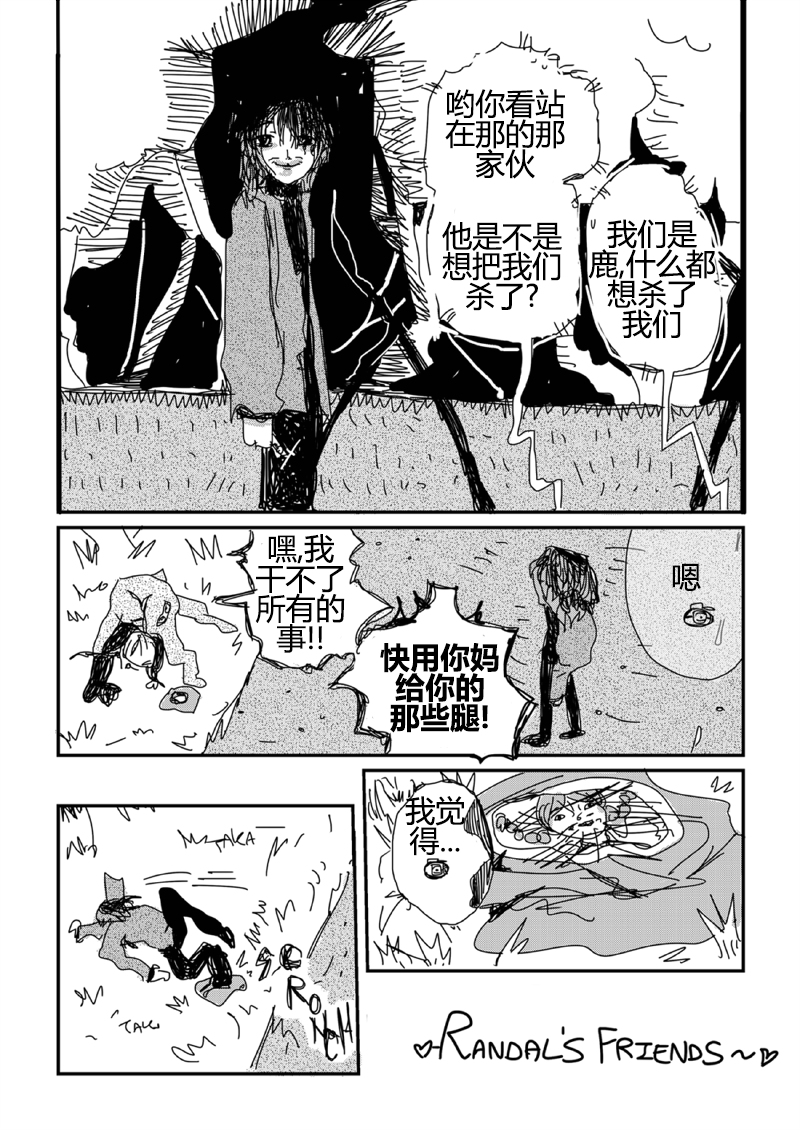 哟你看站
在那的那
家伙
他是不是
想把我们
杀了?
我们是
鹿,什么都
想杀了
我们
嘿,我
干不了
所有的
事!!
快用你妈
给你的
那些腿!
嗯
我觉
得...
TAKA
TAKA
RANDAL'S FRIENDS